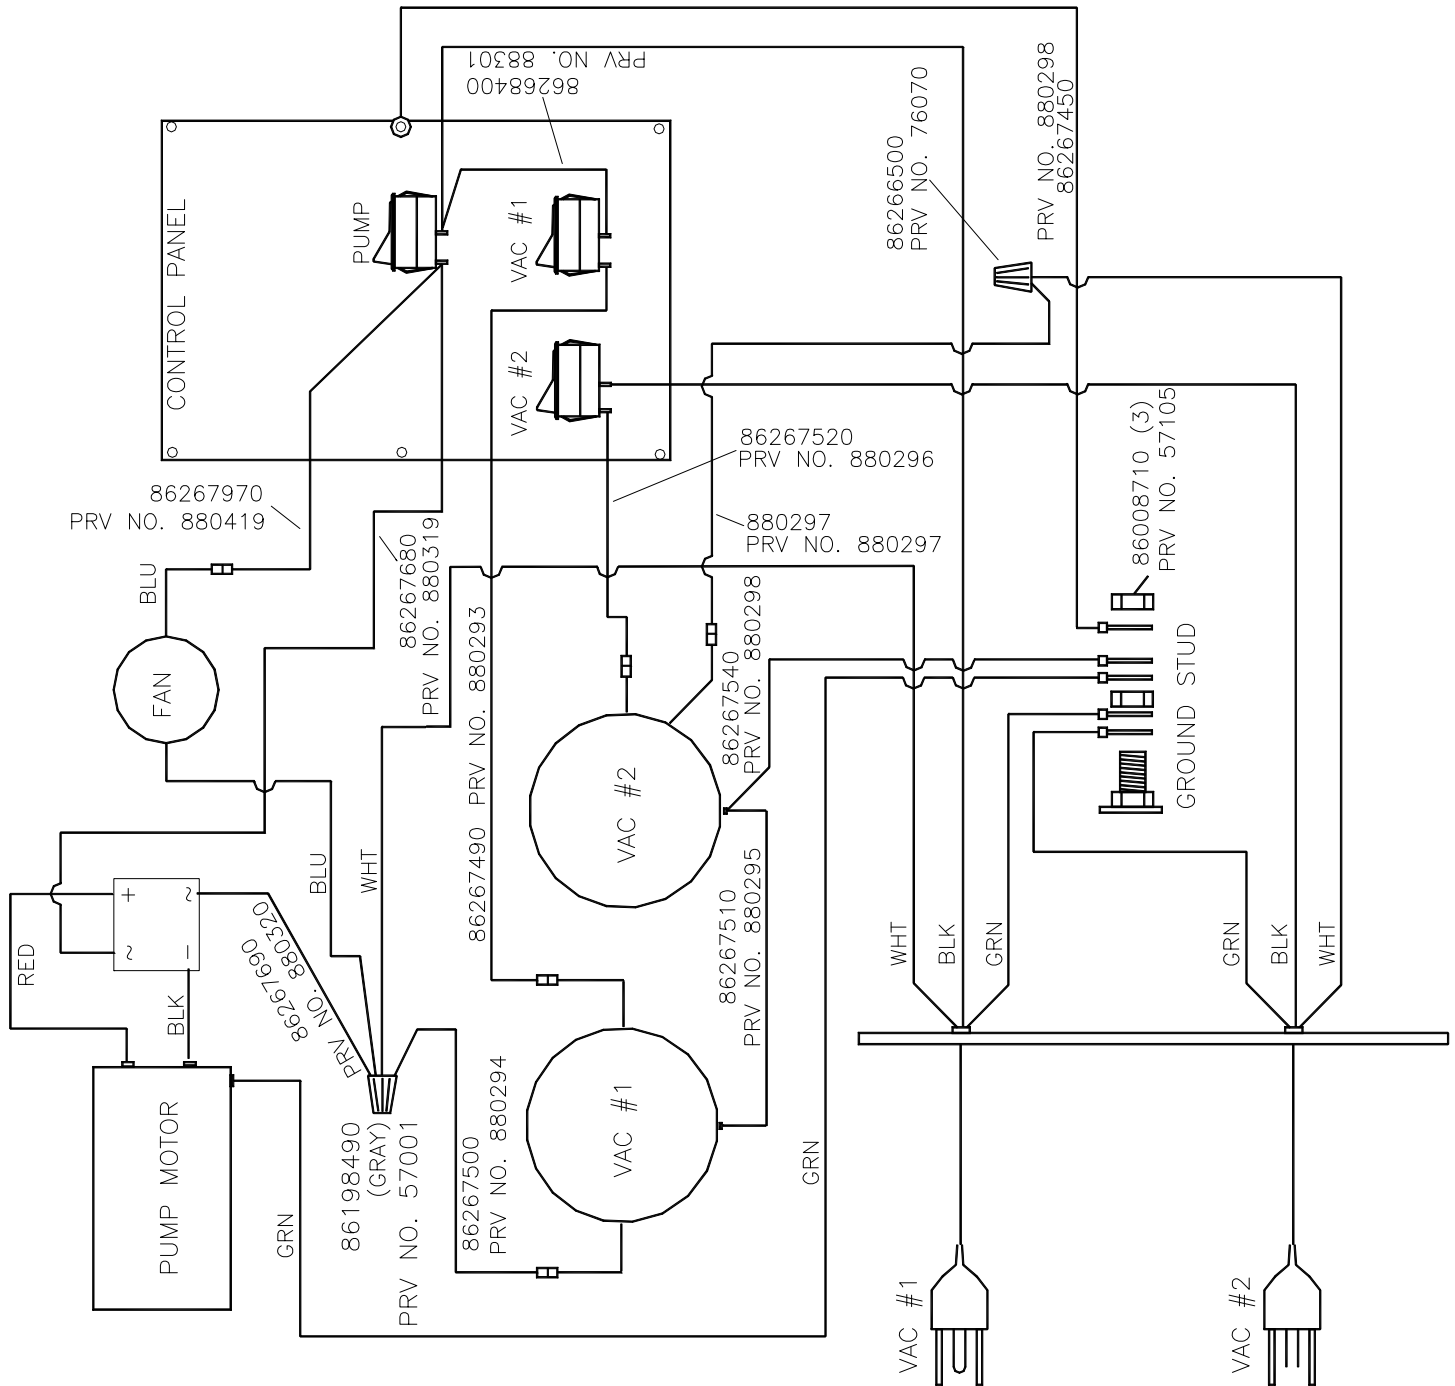 PRV NO. 88301
86268400
CONTROL PANEL
PUMP
VAC #1
VAC #2
86266500
PRV NO. 76070
PRV NO. 880298
86267450
86267520
PRV NO. 880296
880297
PRV NO. 880297
86267970
PRV NO. 880419
86267680
PRV NO. 880319
86008710 (3)
PRV NO. 57105
GROUND STUD
BLU
FAN
86267490 PRV NO. 880293
86267540
PRV NO. 880298
VAC #2
86267510
PRV NO. 880295
RED
+
~
~
–
BLK
BLU
WHT
86267690
PRV NO. 880320
PUMP MOTOR
GRN
86198490
(GRAY)
PRV NO. 57001
86267500
PRV NO. 880294
VAC #1
GRN
WHT
BLK
GRN
GRN
BLK
WHT
VAC #1
VAC #2